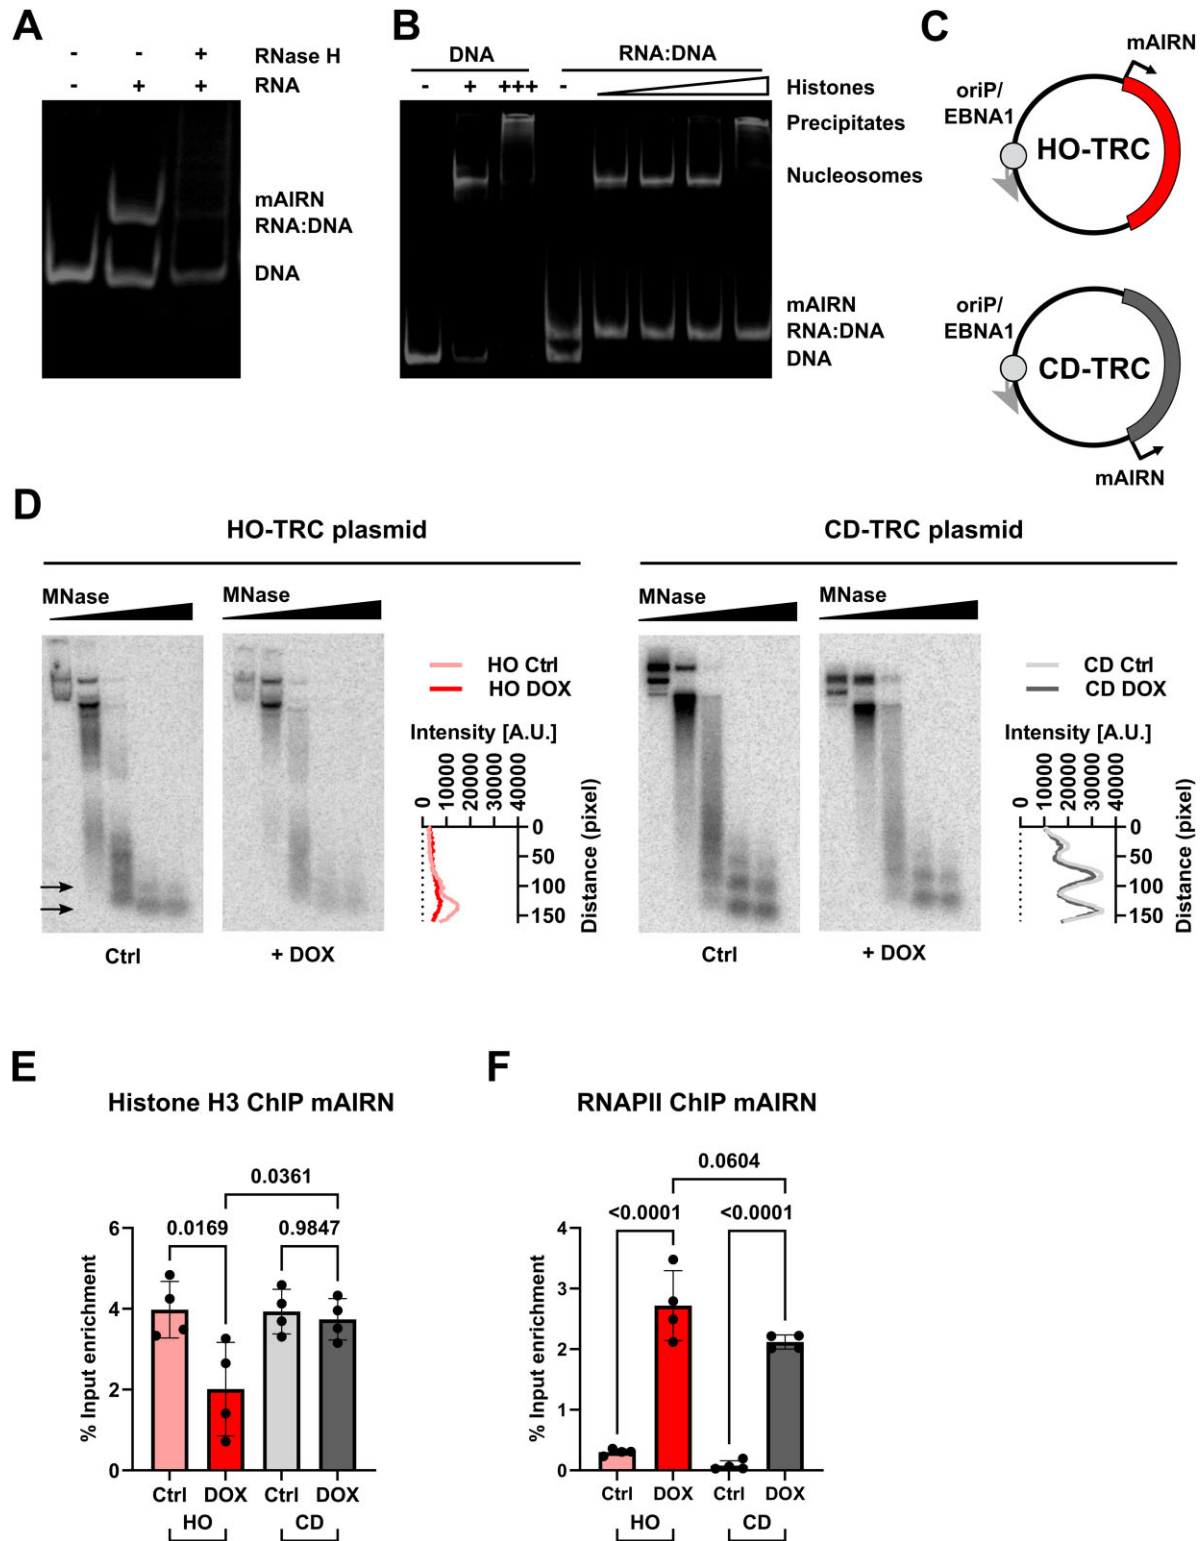 A
- - + RNase H
- + + RNA
mAIRN
RNA:DNA
DNA
B
DNA RNA:DNA
- + +++ - Histones
Precipitates
Nucleosomes
mAIRN
RNA:DNA
DNA
C
mAIRN
oriP/
EBNA1
HO-TRC
oriP/
EBNA1
CD-TRC
mAIRN
D
HO-TRC plasmid
MNase MNase
HO Ctrl
HO DOX
Intensity [A.U.]
0 10000 20000 30000 40000
0
50
100
150
Distance (pixel)
Ctrl + DOX
CD-TRC plasmid
MNase MNase
CD Ctrl
CD DOX
Intensity [A.U.]
0 10000 20000 30000 40000
0
50
100
150
Distance (pixel)
Ctrl + DOX
E
Histone H3 ChIP mAIRN
0.0361
0.0169 0.9847
% Input enrichment
6
4
2
0
Ctrl DOX Ctrl DOX
HO CD
F
RNAPII ChIP mAIRN
0.0604
<0.0001 <0.0001
% Input enrichment
4
3
2
1
0
Ctrl DOX Ctrl DOX
HO CD